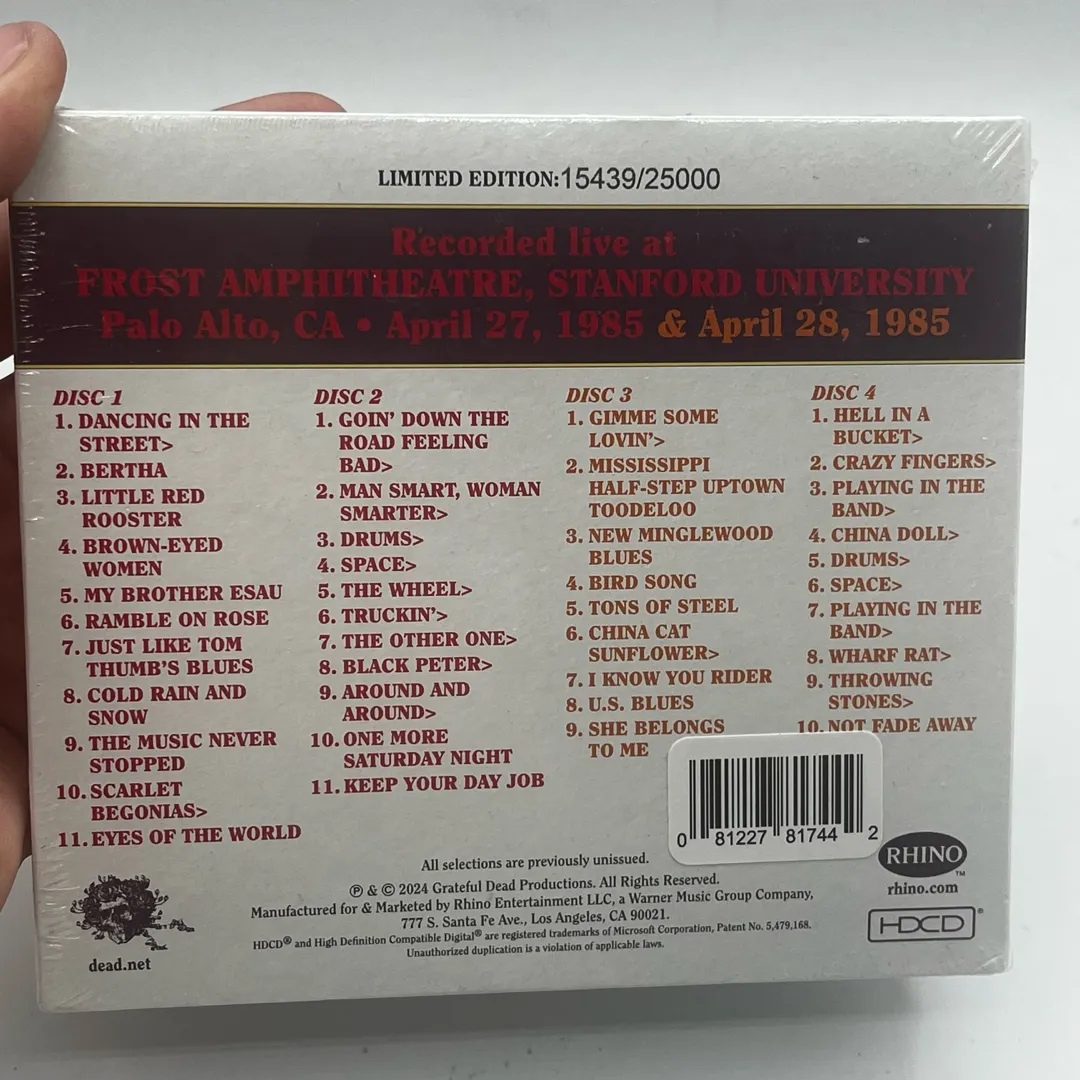 LIMITED EDITION:15439/25000
Recorded live at
FROST AMPHITHEATRE, STANFORD UNIVERSITY
Palo Alto, CA • April 27, 1985 & April 28, 1985
DISC 1
1. DANCING IN THE
STREET>
2. BERTHA
3. LITTLE RED
ROOSTER
4. BROWN-EYED
WOMEN
5. MY BROTHER ESAU
6. RAMBLE ON ROSE
7. JUST LIKE TOM
THUMB'S BLUES
8. COLD RAIN AND
SNOW
9. THE MUSIC NEVER
STOPPED
10. SCARLET
BEGONIAS>
11. EYES OF THE WORLD
DISC 2
1. GOIN' DOWN THE
ROAD FEELING
BAD>
2. MAN SMART, WOMAN
SMARTER>
3. DRUMS>
4. SPACE>
5. THE WHEEL>
6. TRUCKIN'>
7. THE OTHER ONE>
8. BLACK PETER>
9. AROUND AND
AROUND>
10. ONE MORE
SATURDAY NIGHT
11. KEEP YOUR DAY JOB
DISC 3
1. GIMME SOME
LOVIN'>
2. MISSISSIPPI
HALF-STEP UPTOWN
TOODELOO
3. NEW MINGLEWOOD
BLUES
4. BIRD SONG
5. TONS OF STEEL
6. CHINA CAT
SUNFLOWER>
7. I KNOW YOU RIDER
8. U.S. BLUES
9. SHE BELONGS
TO ME
DISC 4
1. HELL IN A
BUCKET>
2. CRAZY FINGERS>
3. PLAYING IN THE
BAND>
4. CHINA DOLL>
5. DRUMS>
6. SPACE>
7. PLAYING IN THE
BAND>
8. WHARF RAT>
9. THROWING
STONES>
10. NOT FADE AWAY
0 81227 81744 2
All selections are previously unissued.
℗ & © 2024 Grateful Dead Productions. All Rights Reserved.
Manufactured for & Marketed by Rhino Entertainment LLC, a Warner Music Group Company,
777 S. Santa Fe Ave., Los Angeles, CA 90021.
HDCD® and High Definition Compatible Digital® are registered trademarks of Microsoft Corporation, Patent No. 5,479,168.
Unauthorized duplication is a violation of applicable laws.
dead.net
RHINO™
rhino.com
HDCD®